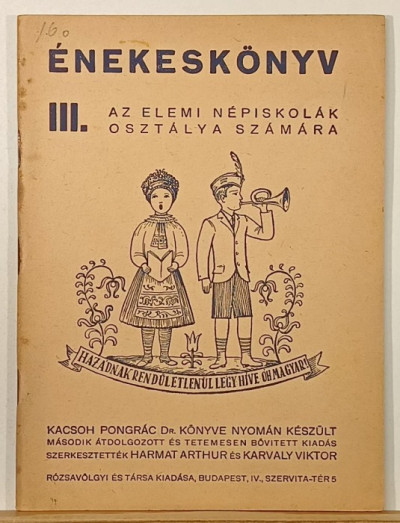 160
ÉNEKESKÖNYV
III. AZ ELEMI NÉPISKOLÁK
OSZTÁLYA SZÁMÁRA
HAZÁDNAK RENDÜLETLENÜL LÉGY HÍVE OH MAGYAR!
KACSOH PONGRÁC DR. KÖNYVE NYOMÁN KÉSZÜLT
MÁSODIK ÁTDOLGOZOTT ÉS TETEMESEN BŐVITETT KIADÁS
SZERKESZTETTÉK HARMAT ARTHUR ÉS KARVALY VIKTOR
RÓZSAVÖLGYI ÉS TÁRSA KIADÁSA, BUDAPEST, IV., SZERVITA-TÉR 5